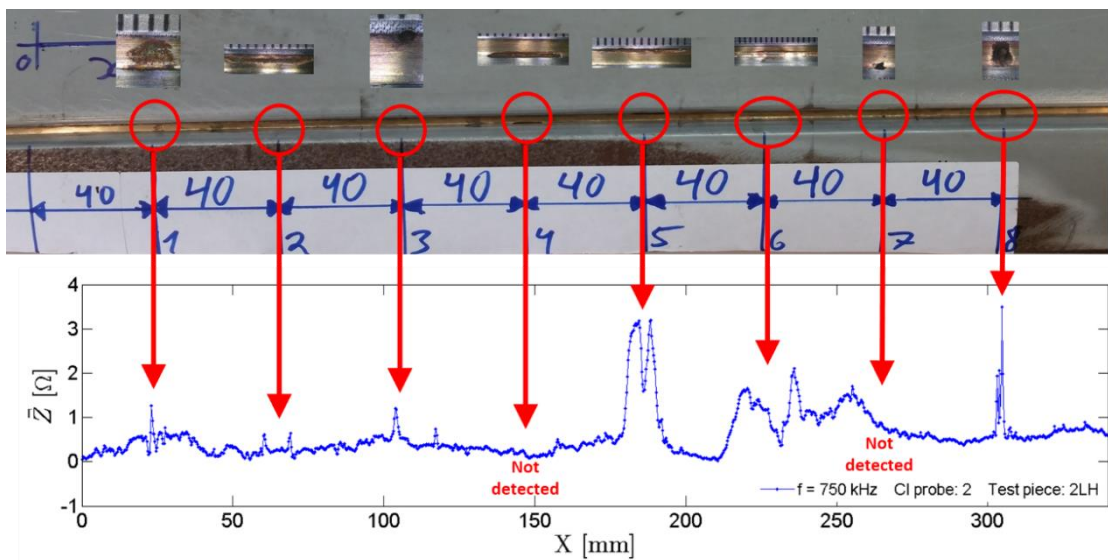 0 x
40 40 40 40 40 40 40 40
1 2 3 4 5 6 7 8
4
3
2
1
0
-1
Z̄ [Ω]
Not
detected
Not
detected
f = 750 kHz CI probe: 2 Test piece: 2LH
0 50 100 150 200 250 300
X [mm]